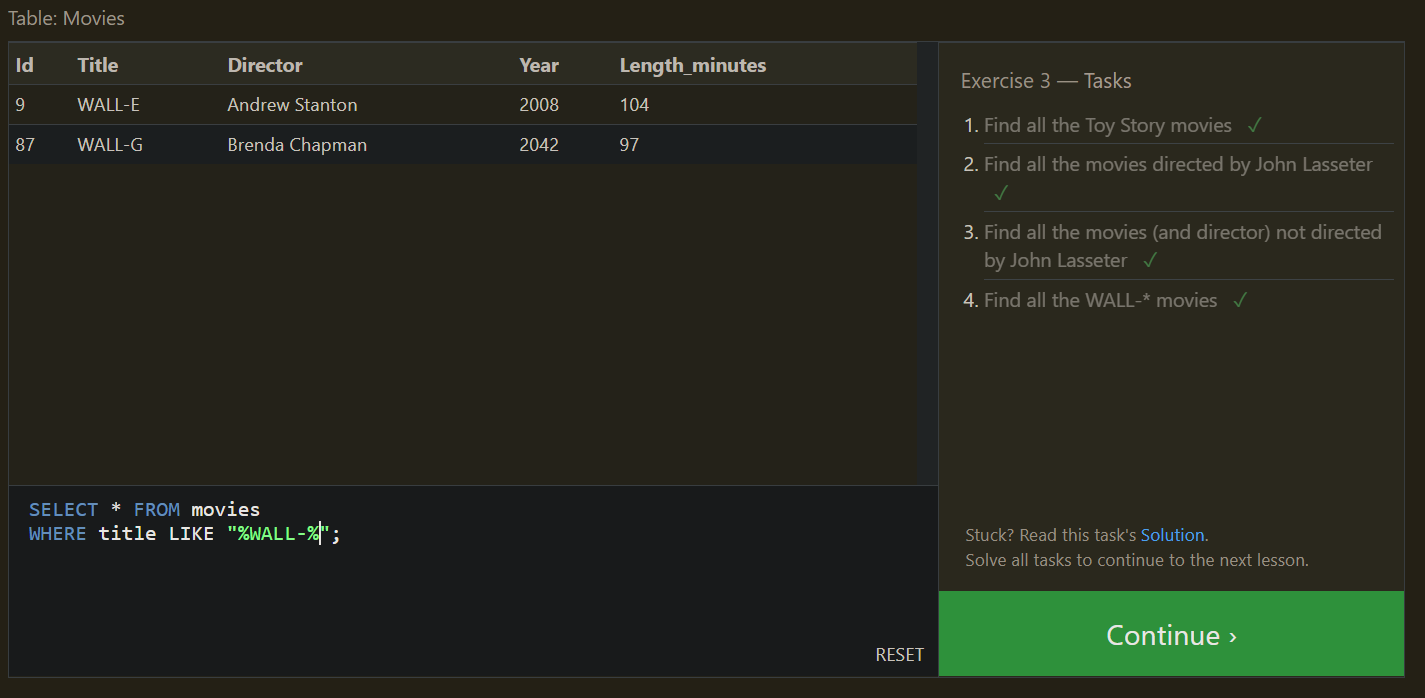 Table: Movies
Id Title Director Year Length_minutes
9 WALL-E Andrew Stanton 2008 104
87 WALL-G Brenda Chapman 2042 97
SELECT * FROM movies
WHERE title LIKE "%WALL-%";
RESET
Exercise 3 — Tasks
1. Find all the Toy Story movies ✓
2. Find all the movies directed by John Lasseter
✓
3. Find all the movies (and director) not directed
by John Lasseter ✓
4. Find all the WALL-* movies ✓
Stuck? Read this task's Solution.
Solve all tasks to continue to the next lesson.
Continue ›